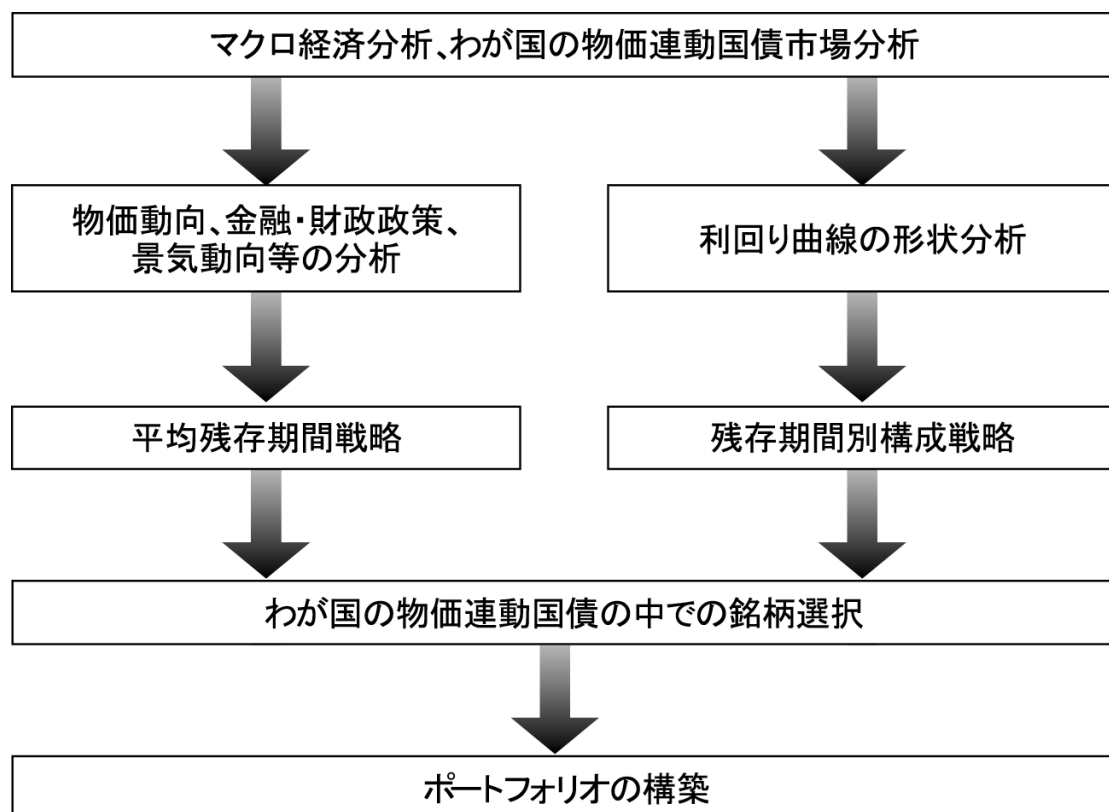 マクロ経済分析、わが国の物価連動国債市場分析
物価動向、金融・財政政策、
景気動向等の分析
利回り曲線の形状分析
平均残存期間戦略
残存期間別構成戦略
わが国の物価連動国債の中での銘柄選択
ポートフォリオの構築